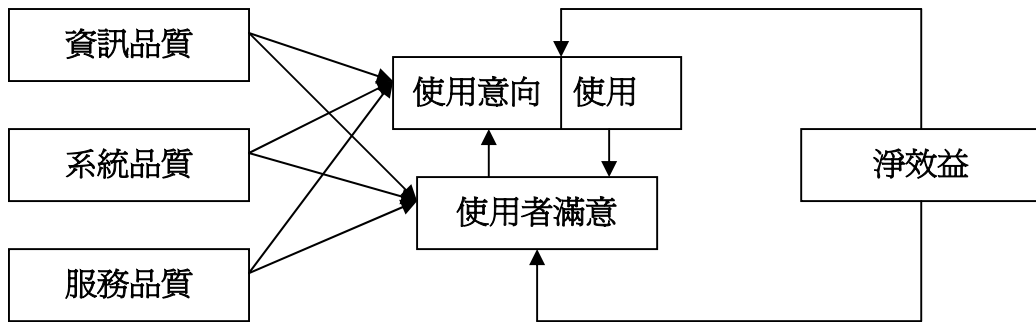 資訊品質
使用意向
使用
系統品質
淨效益
使用者滿意
服務品質